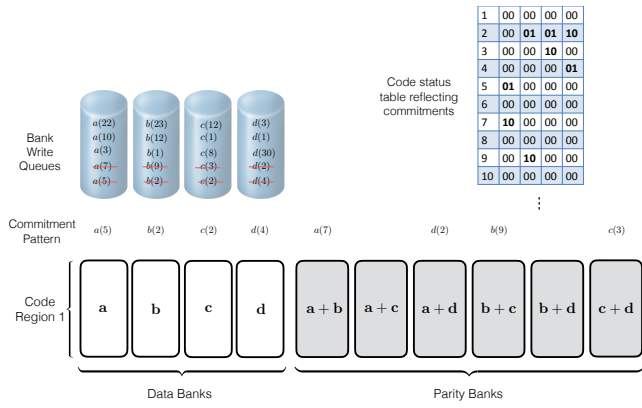 1 00 00 00 00
2 00 01 01 10
3 00 00 10 00
4 00 00 00 01
5 01 00 00 00
6 00 00 00 00
7 10 00 00 00
8 00 00 00 00
9 00 10 00 00
10 00 00 00 00
⋮
Code status
table reflecting
commitments
Bank
Write
Queues
a(22) b(23) c(12) d(3)
a(10) b(12) c(1) d(1)
a(3) b(1) c(8) d(30)
a(7) b(9) c(3) d(2)
a(5) b(2) c(2) d(4)
Commitment
Pattern
a(5) b(2) c(2) d(4) a(7) d(2) b(9) c(3)
Code
Region 1
a b c d a + b a + c a + d b + c b + d c + d
Data Banks Parity Banks